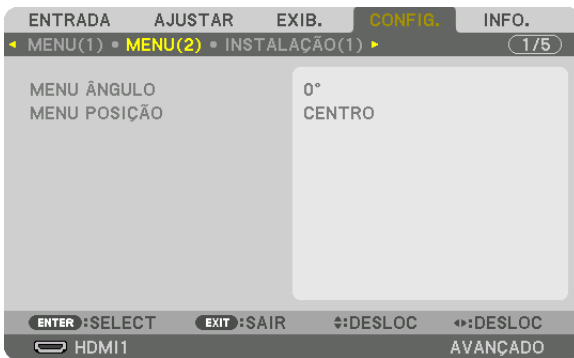 ENTRADA AJUSTAR EXIB. CONFIG. INFO.
MENU(1) • MENU(2) • INSTALAÇÃO(1) 1/5
MENU ÂNGULO 0°
MENU POSIÇÃO CENTRO
ENTER :SELECT EXIT :SAIR :DESLOC :DESLOC
HDMI1 AVANÇADO